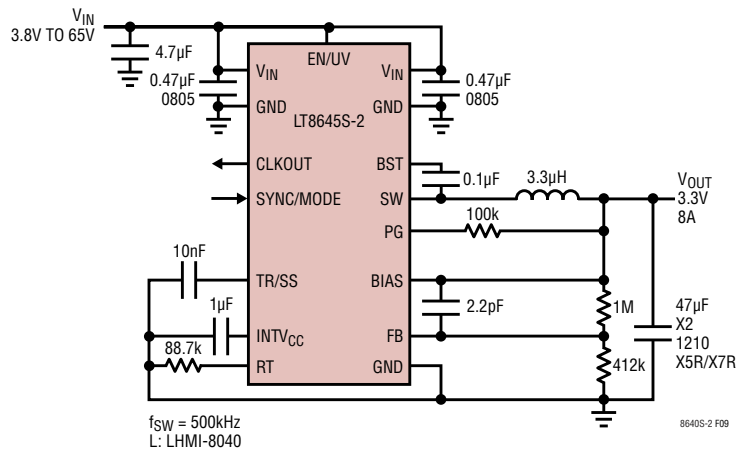 VIN
3.8V TO 65V
4.7µF
0.47µF
0805
VIN
GND
EN/UV
VIN
GND
0.47µF
0805
LT8645S-2
CLKOUT
BST
0.1µF
3.3µH
VOUT
3.3V
8A
SYNC/MODE
SW
PG
100k
10nF
TR/SS
BIAS
2.2pF
1M
47µF
X2
1210
X5R/X7R
1µF
INTVCC
FB
88.7k
RT
GND
412k
fSW = 500kHz
L: LHMI-8040
8640S-2 F09